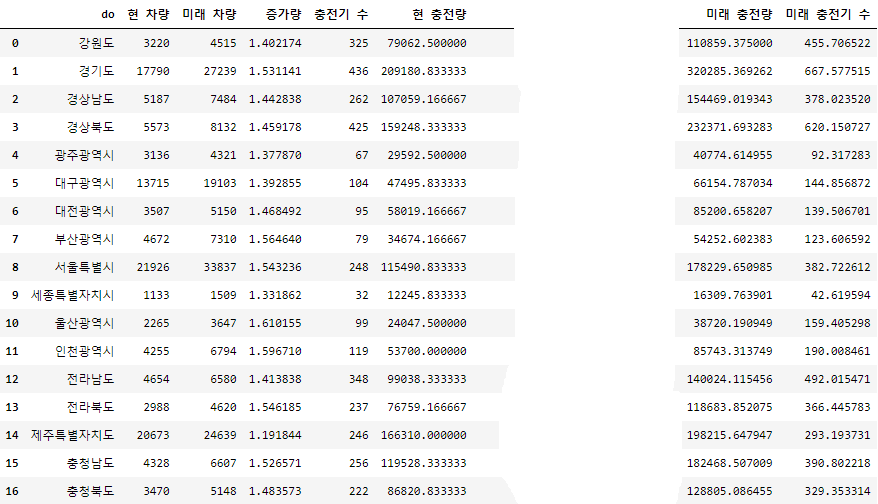 do 현 차량 미래 차량 증가량 충전기 수 현 충전량 미래 충전량 미래 충전기 수
0 강원도 3220 4515 1.402174 325 79062.500000 110859.375000 455.706522
1 경기도 17790 27239 1.531141 436 209180.833333 320285.369262 667.577515
2 경상남도 5187 7484 1.442838 262 107059.166667 154469.019343 378.023520
3 경상북도 5573 8132 1.459178 425 159248.333333 232371.693283 620.150727
4 광주광역시 3136 4321 1.377870 67 29592.500000 40774.614955 92.317283
5 대구광역시 13715 19103 1.392855 104 47495.833333 66154.787034 144.856872
6 대전광역시 3507 5150 1.468492 95 58019.166667 85200.658207 139.506701
7 부산광역시 4672 7310 1.564640 79 34674.166667 54252.602383 123.606592
8 서울특별시 21926 33837 1.543236 248 115490.833333 178229.650985 382.722612
9 세종특별자치시 1133 1509 1.331862 32 12245.833333 16309.763901 42.619594
10 울산광역시 2265 3647 1.610155 99 24047.500000 38720.190949 159.405298
11 인천광역시 4255 6794 1.596710 119 53700.000000 85743.313749 190.008461
12 전라남도 4654 6580 1.413838 348 99038.333333 140024.115456 492.015471
13 전라북도 2988 4620 1.546185 237 76759.166667 118683.852075 366.445783
14 제주특별자치도 20673 24639 1.191844 246 166310.000000 198215.647947 293.193731
15 충청남도 4328 6607 1.526571 256 119528.333333 182468.507009 390.802218
16 충청북도 3470 5148 1.483573 222 86820.833333 128805.086455 329.353314